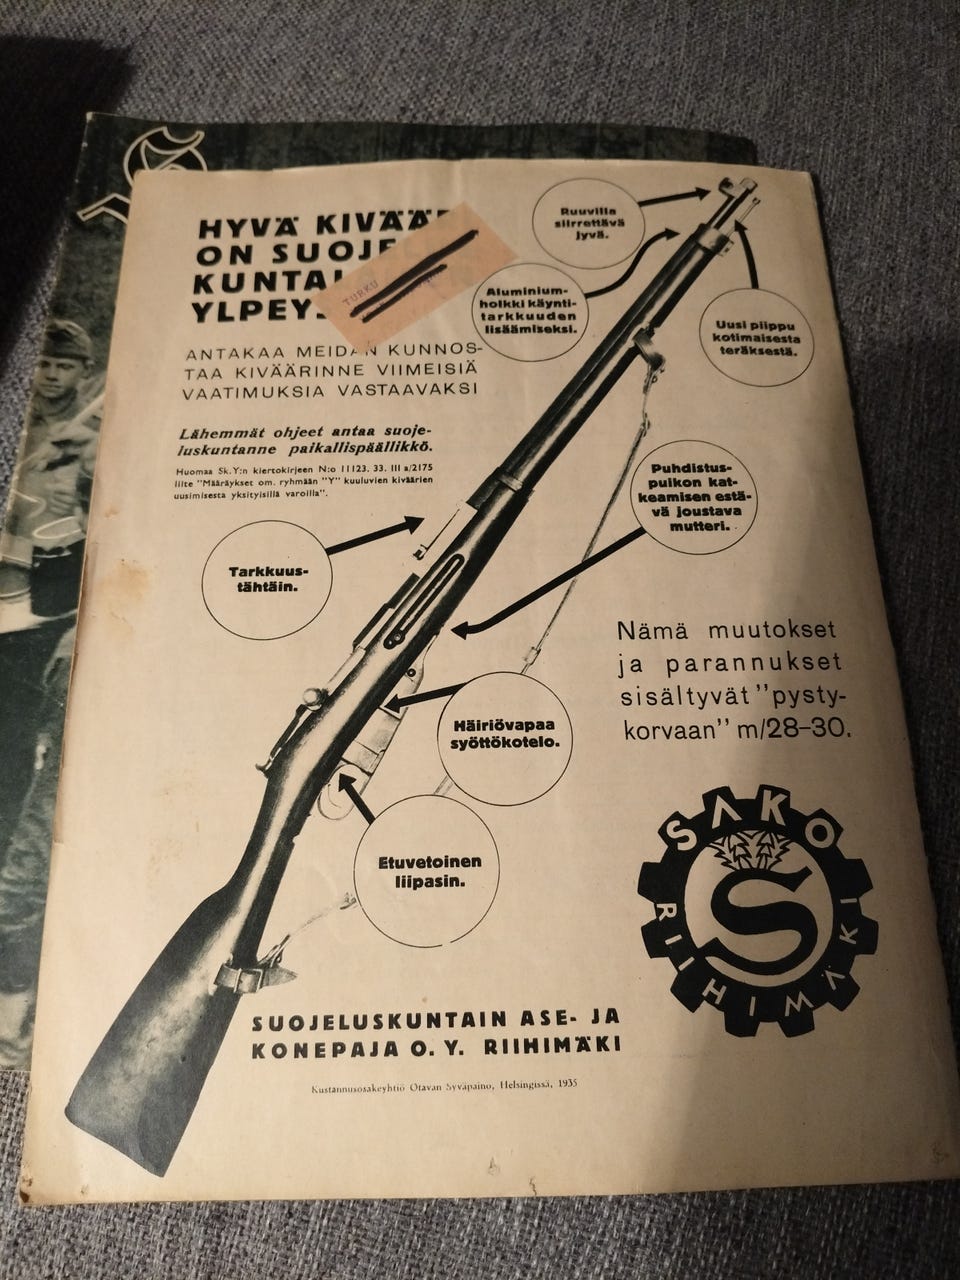 HYVÄ
ON
KUNTAI
TURKU
ANTAKAA MEIDÄN KUNNOS-
TAA KIVÄÄRINNE VIIMEISIÄ
VAATIMUKSIA VASTAAVAKSI
Lähemmät ohjeet antaa suoje-
luskuntanne paikallispäällikkö.
Huomaa Sk.Y:n kiertokirjeen N:o 11123. 33. III a/2175
liite "Määräykset om. ryhmään "Y" kuuluvien kiväärien
uusimisesta yksityisillä varoilla".
Ruuvilla
siirrettävä
jyvä.
Aluminium-
holkki käynti-
tarkkuuden
lisäämiseksi.
Uusi piippu
kotimaisesta
teräksestä.
Puhdistus-
puikon kat-
keamisen estä-
vä joustava
mutteri.
Tarkkuus-
tähtäin.
Nämä muutokset
ja parannukset
sisältyvät "pysty-
korvaan" m/28-30.
Häiriövapaa
syöttökotelo.
Etuvetoinen
liipasin.
SAKO
S
RIIHIMÄKI
SUOJELUSKUNTAIN ASE- JA
KONEPAJA O. Y. RIIHIMÄKI
Kustannusosakeyhtiö Otavan Syväpaino, Helsingissä, 1935